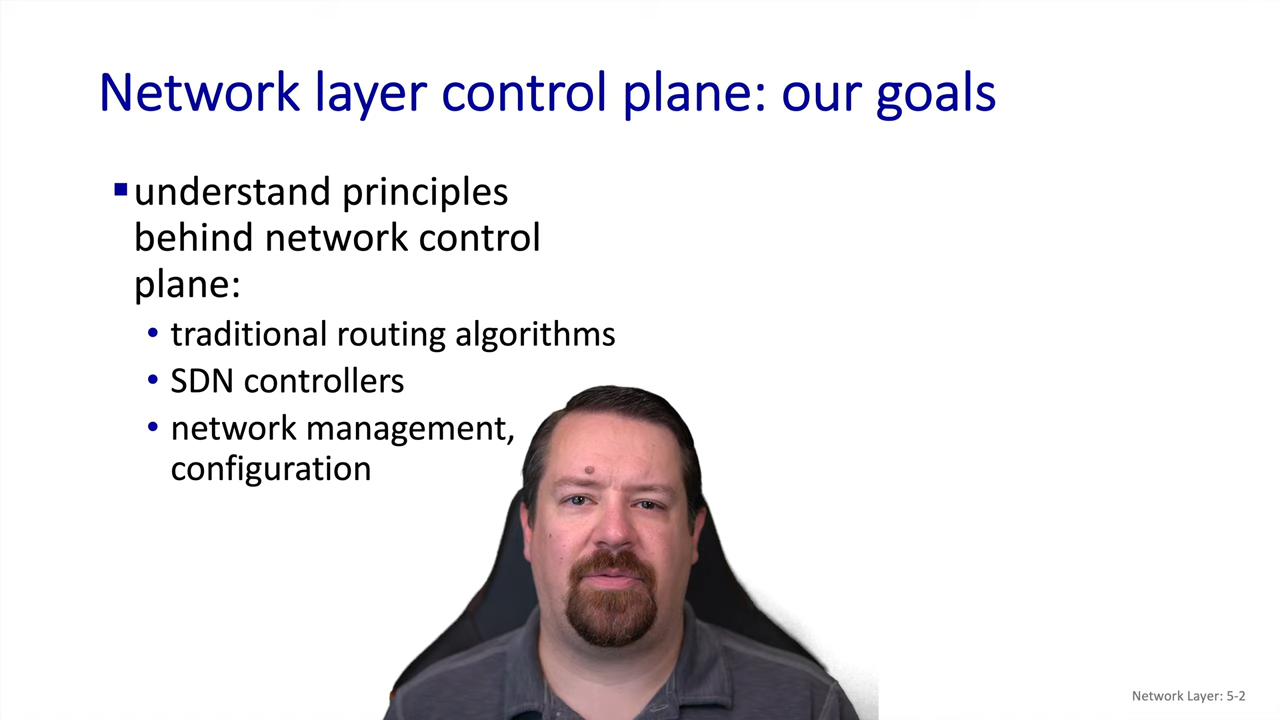 Network layer control plane: our goals
▪understand principles
behind network control
plane:
• traditional routing algorithms
• SDN controllers
• network management,
configuration
Network Layer: 5-2